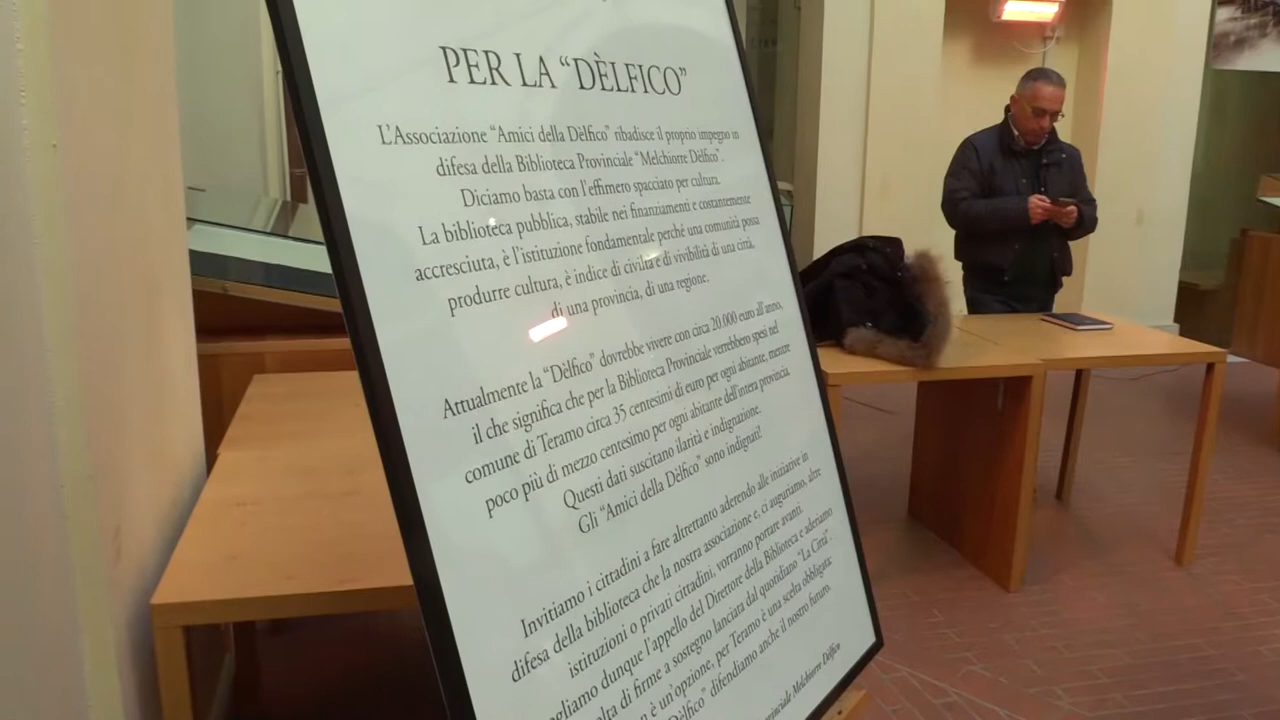 PER LA “DÈLFICO”
L’Associazione “Amici della Dèlfico” ribadisce il proprio impegno in
difesa della Biblioteca Provinciale “Melchiorre Dèlfico”.
Diciamo basta con l’effimero spacciato per cultura.
La biblioteca pubblica, stabile nei finanziamenti e costantemente
accresciuta, è l’istituzione fondamentale perché una comunità possa
produrre cultura, è indice di civiltà e di vivibilità di una città,
di una provincia, di una regione.
Attualmente la “Dèlfico” dovrebbe vivere con circa 20.000 euro all’anno,
il che significa che per la Biblioteca Provinciale verrebbero spesi nel
comune di Teramo circa 35 centesimi di euro per ogni abitante, mentre
poco più di mezzo centesimo per ogni abitante dell’intera provincia.
Questi dati suscitano ilarità e indignazione.
Gli “Amici della Dèlfico” sono indignati!
Invitiamo i cittadini a fare altrettanto aderendo alle iniziative in
difesa della biblioteca che la nostra associazione e, ci auguriamo, altre
istituzioni o privati cittadini, vorranno portare avanti.
gliamo dunque l’appello del Direttore della Biblioteca e aderiamo
olta di firme a sostegno lanciata dal quotidiano “La Città”.
n è un’opzione, per Teramo è una scelta obbligata:
Dèlfico” difendiamo anche il nostro futuro.
vinciale Melchiorre Dèlfico